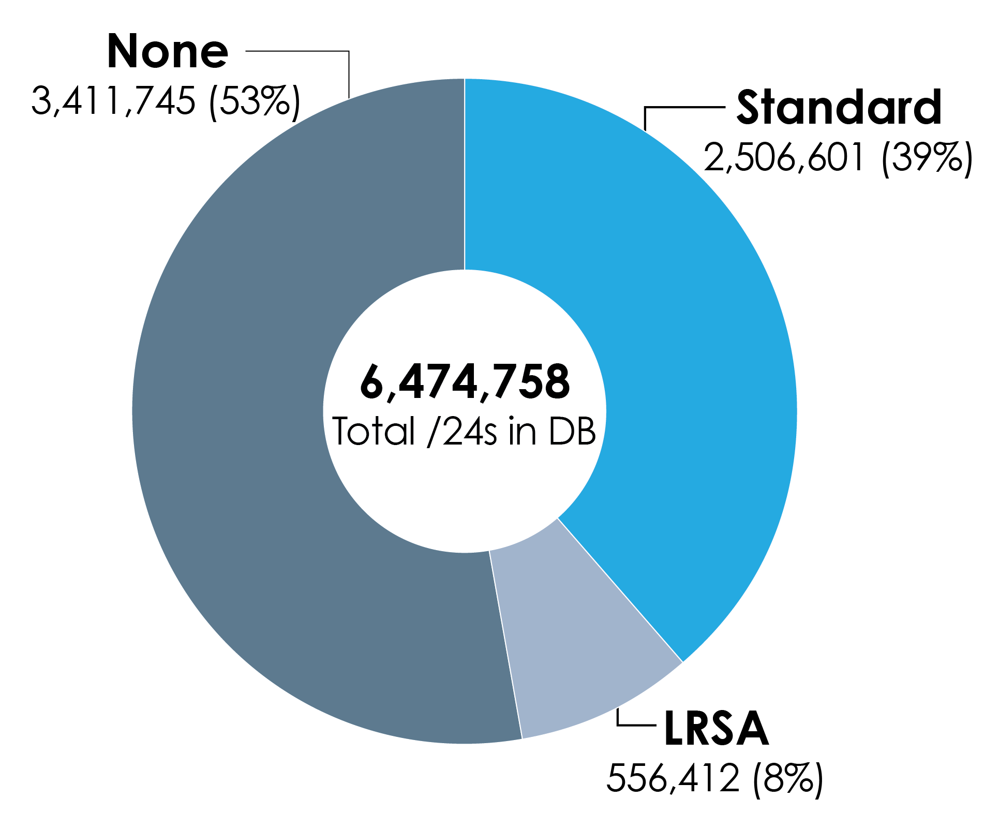 None
3,411,745 (53%)
Standard
2,506,601 (39%)
6,474,758
Total /24s in DB
LRSA
556,412 (8%)